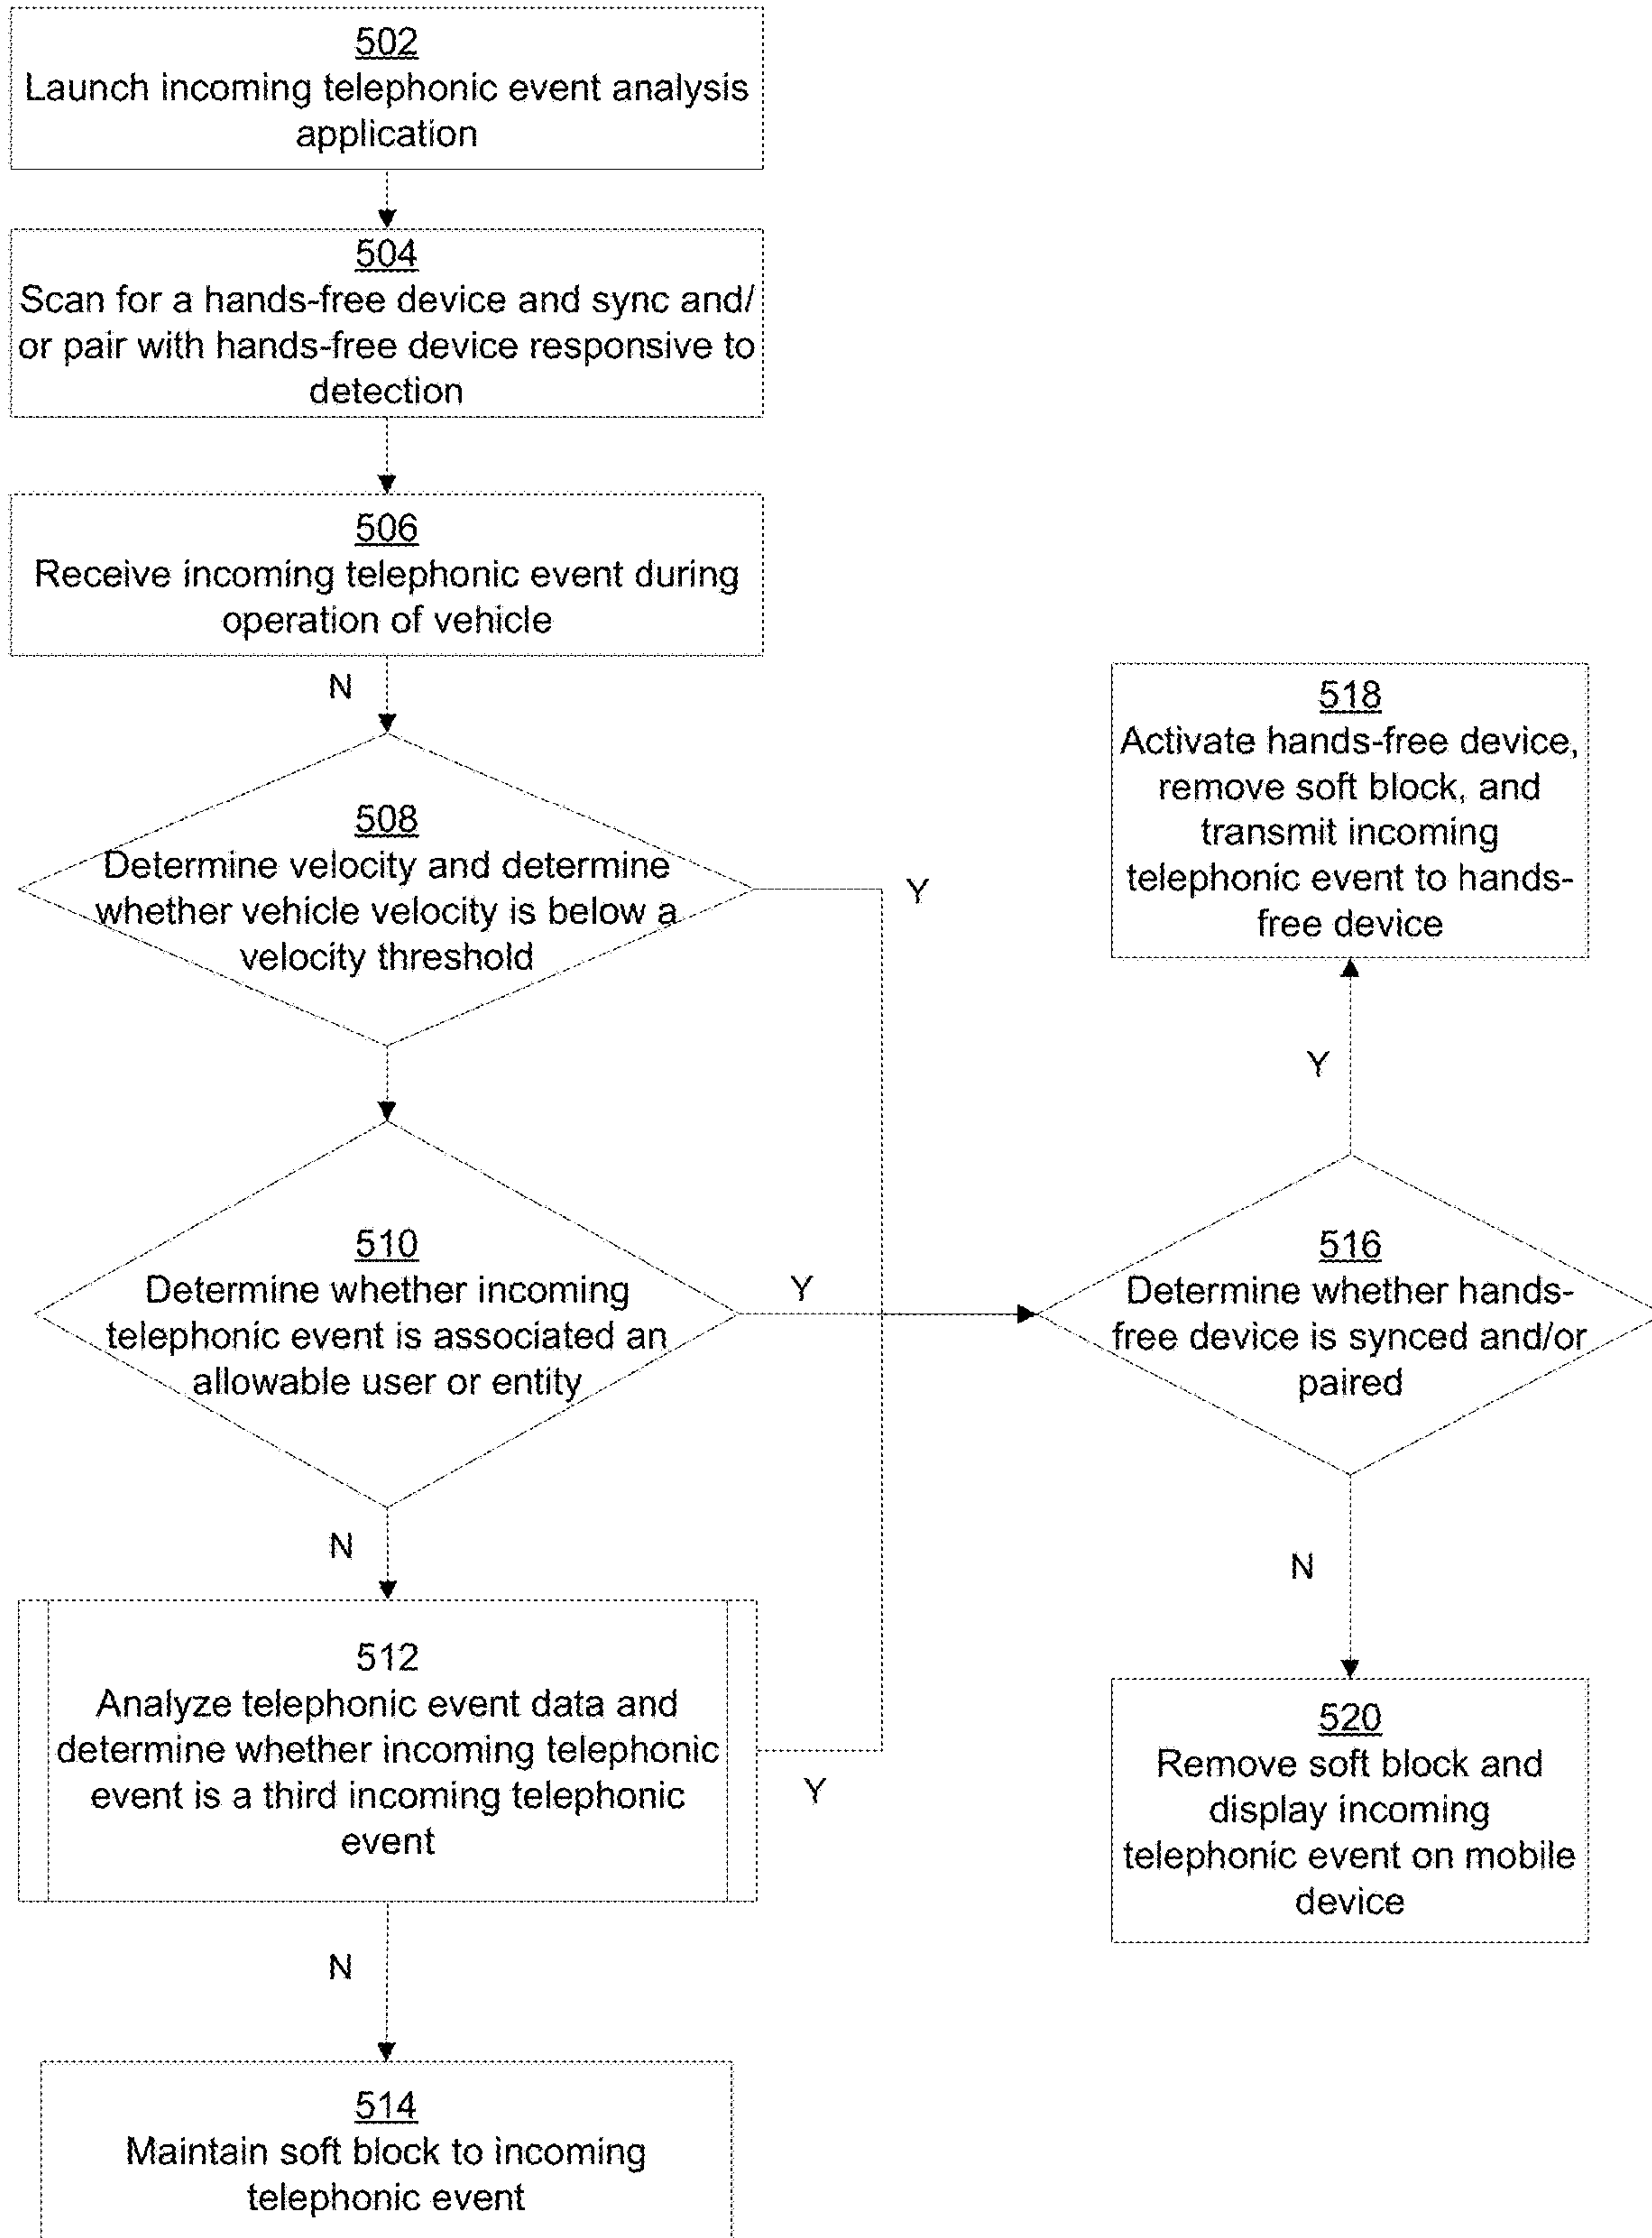 502
Launch incoming telephonic event analysis
application
504
Scan for a hands-free device and sync and/
or pair with hands-free device responsive to
detection
506
Receive incoming telephonic event during
operation of vehicle
N
508
Determine velocity and determine
whether vehicle velocity is below a
velocity threshold
Y
510
Determine whether incoming
telephonic event is associated an
allowable user or entity
Y
N
512
Analyze telephonic event data and
determine whether incoming telephonic
event is a third incoming telephonic
event
Y
N
514
Maintain soft block to incoming
telephonic event
518
Activate hands-free device,
remove soft block, and
transmit incoming
telephonic event to hands-
free device
Y
516
Determine whether hands-
free device is synced and/or
paired
N
520
Remove soft block and
display incoming
telephonic event on mobile
device